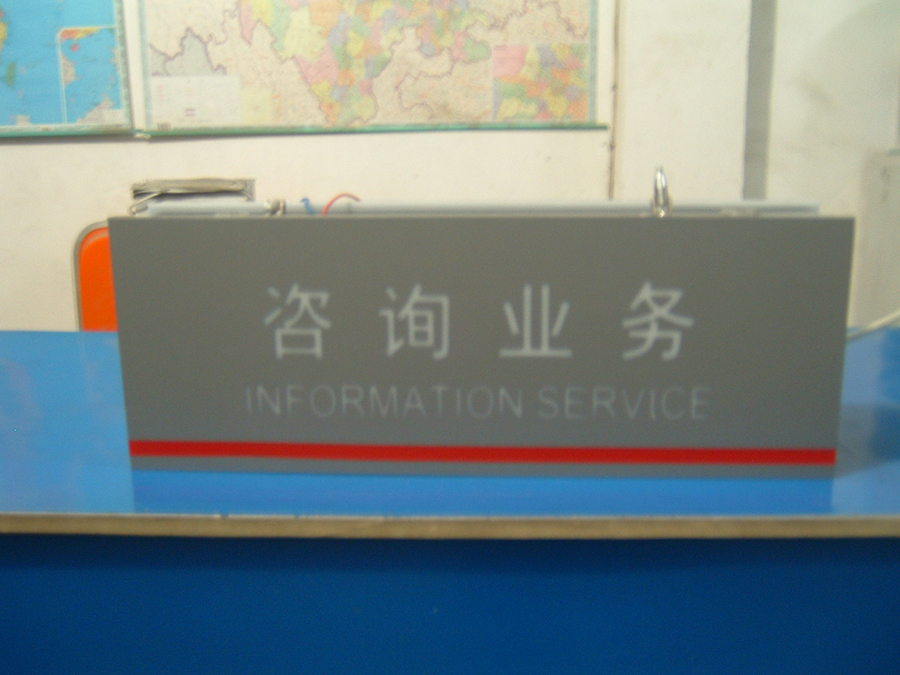 咨询业务
INFORMATION SERVICE